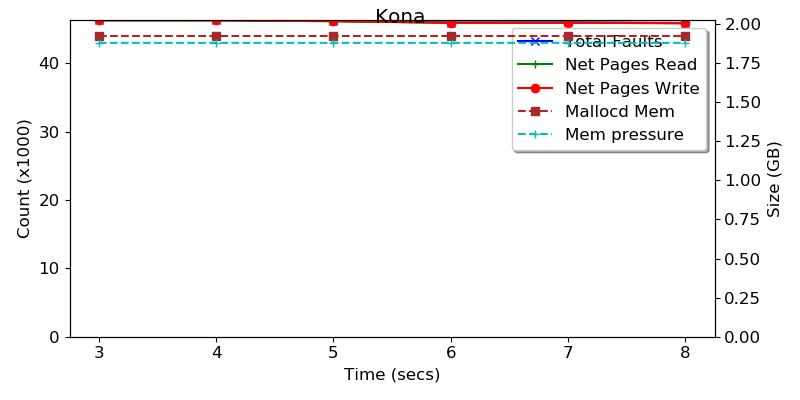 Kona
Total Faults
Net Pages Read
Net Pages Write
Mallocd Mem
Mem pressure
Count (x1000)
0
10
20
30
40
Size (GB)
0.00
0.25
0.50
0.75
1.00
1.25
1.50
1.75
2.00
3 4 5 6 7 8
Time (secs)